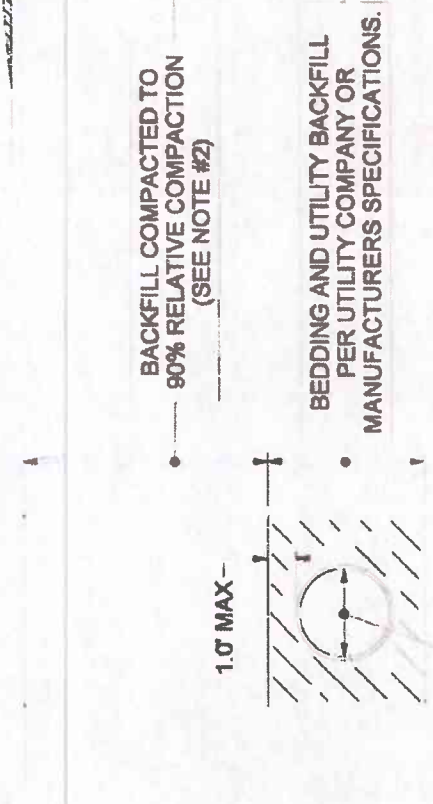 BACKFILL COMPACTED TO
90% RELATIVE COMPACTION
(SEE NOTE #2)
1.0' MAX
BEDDING AND UTILITY BACKFILL
PER UTILITY COMPANY OR
MANUFACTURERS SPECIFICATIONS.